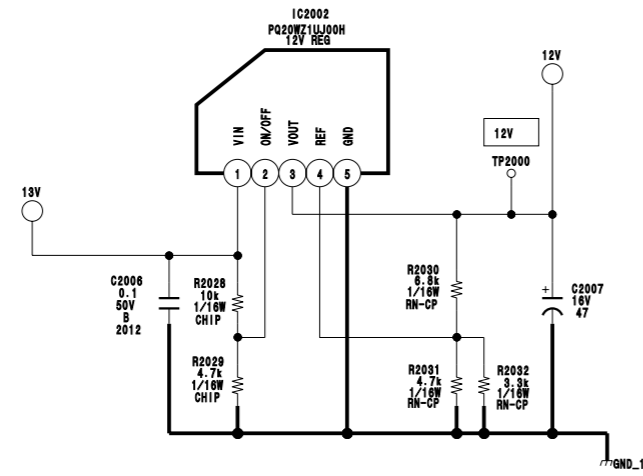 IC2002
PQ20WZ1UJ00H
12V REG
VIN
ON/OFF
VOUT
REF
GND
1
2
3
4
5
12V
12V
TP2000
13V
C2006
0.1
50V
B
2012
R2028
10k
1/16W
CHIP
R2029
4.7k
1/16W
CHIP
R2030
6.8k
1/16W
RN-CP
R2031
4.7k
1/16W
RN-CP
R2032
3.3k
1/16W
RN-CP
+
C2007
16V
47
GND_1